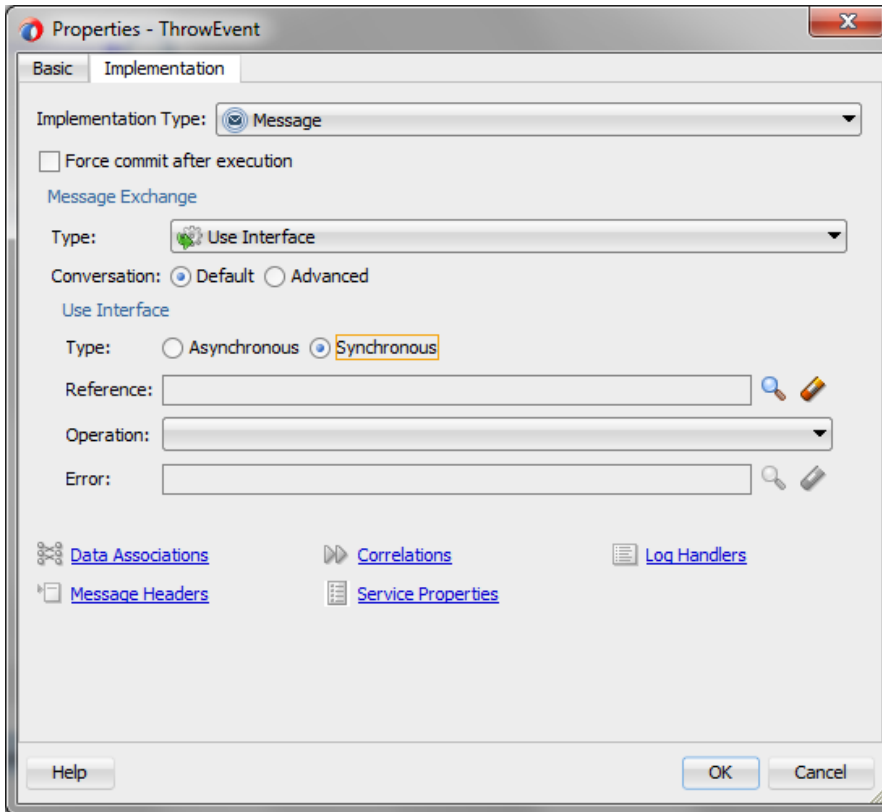 Properties - ThrowEvent
Basic Implementation
Implementation Type: Message
Force commit after execution
Message Exchange
Type: Use Interface
Conversation: Default Advanced
Use Interface
Type: Asynchronous Synchronous
Reference:
Operation:
Error:
Data Associations Correlations Log Handlers
Message Headers Service Properties
Help OK Cancel